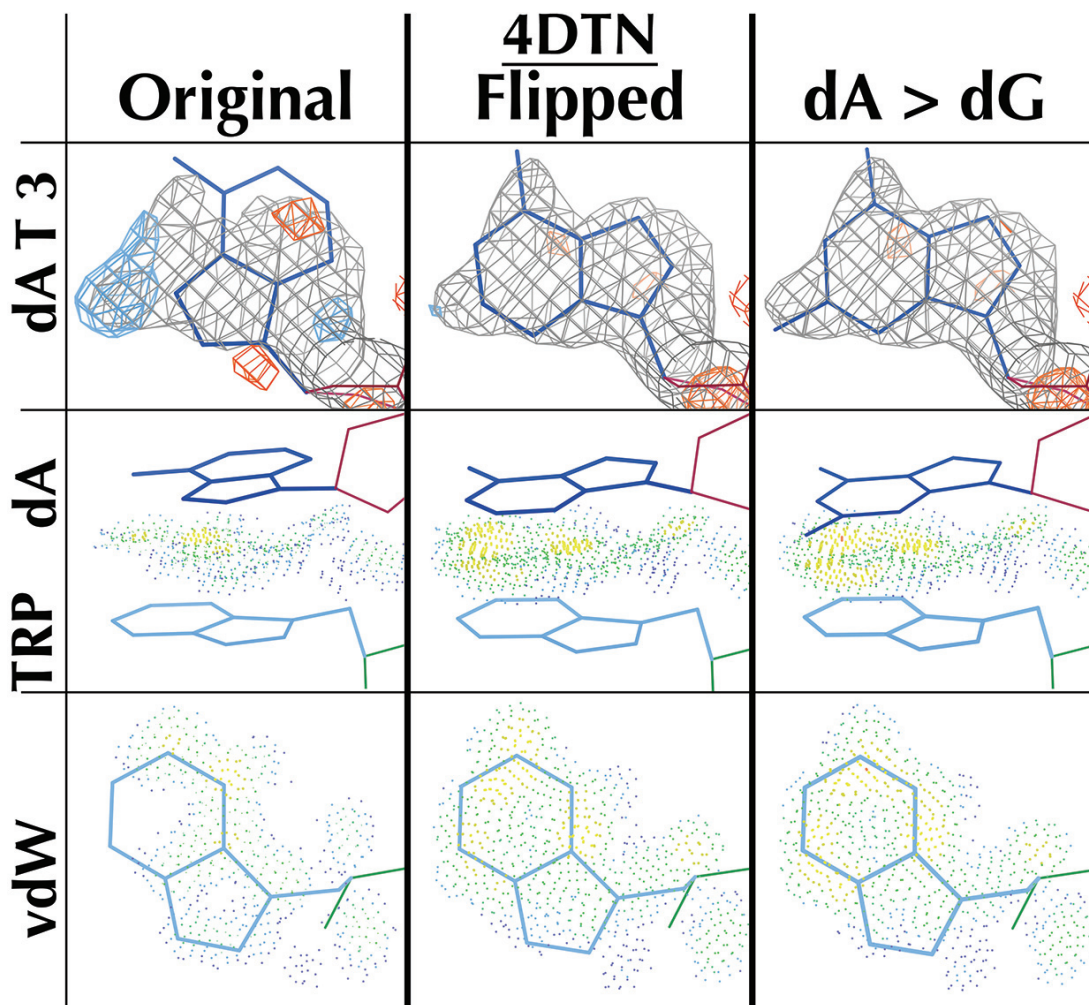 4DTN
Original
Flipped
dA > dG
dA T 3
dA
TRP
vdW